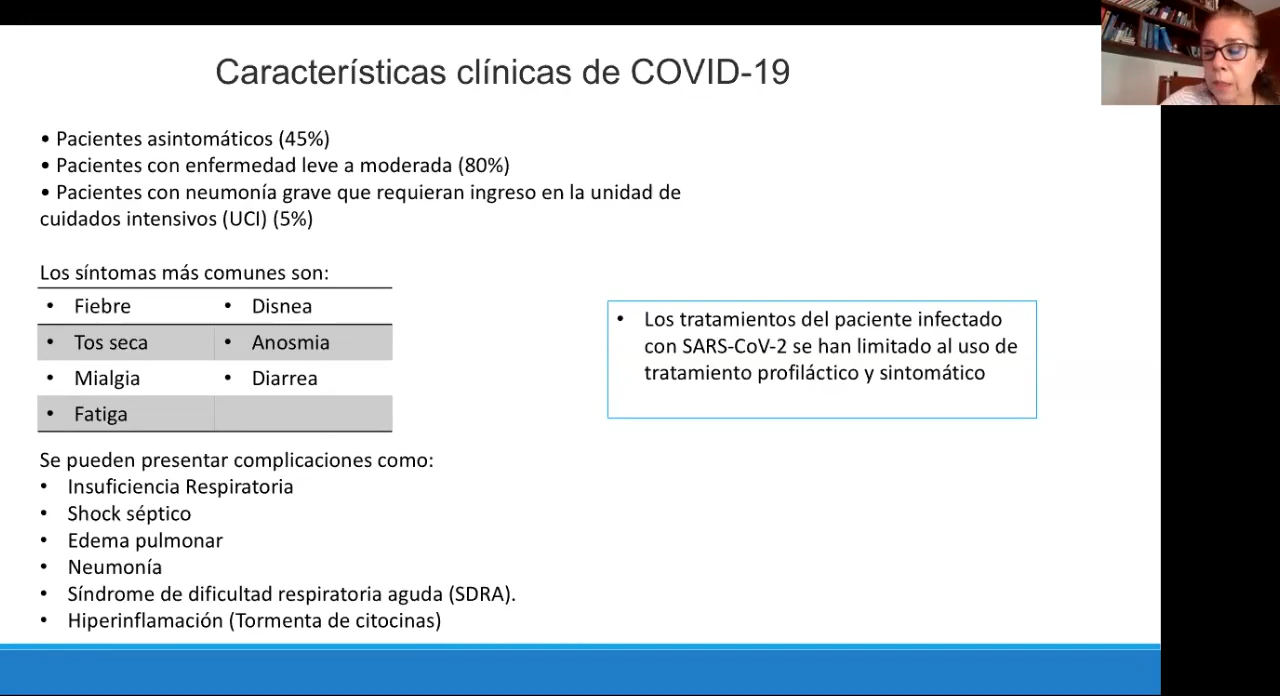 Características clínicas de COVID-19
• Pacientes asintomáticos (45%)
• Pacientes con enfermedad leve a moderada (80%)
• Pacientes con neumonía grave que requieran ingreso en la unidad de
cuidados intensivos (UCI) (5%)
Los síntomas más comunes son:
• Fiebre • Disnea
• Tos seca • Anosmia
• Mialgia • Diarrea
• Fatiga
• Los tratamientos del paciente infectado
con SARS-CoV-2 se han limitado al uso de
tratamiento profiláctico y sintomático
Se pueden presentar complicaciones como:
• Insuficiencia Respiratoria
• Shock séptico
• Edema pulmonar
• Neumonía
• Síndrome de dificultad respiratoria aguda (SDRA).
• Hiperinflamación (Tormenta de citocinas)